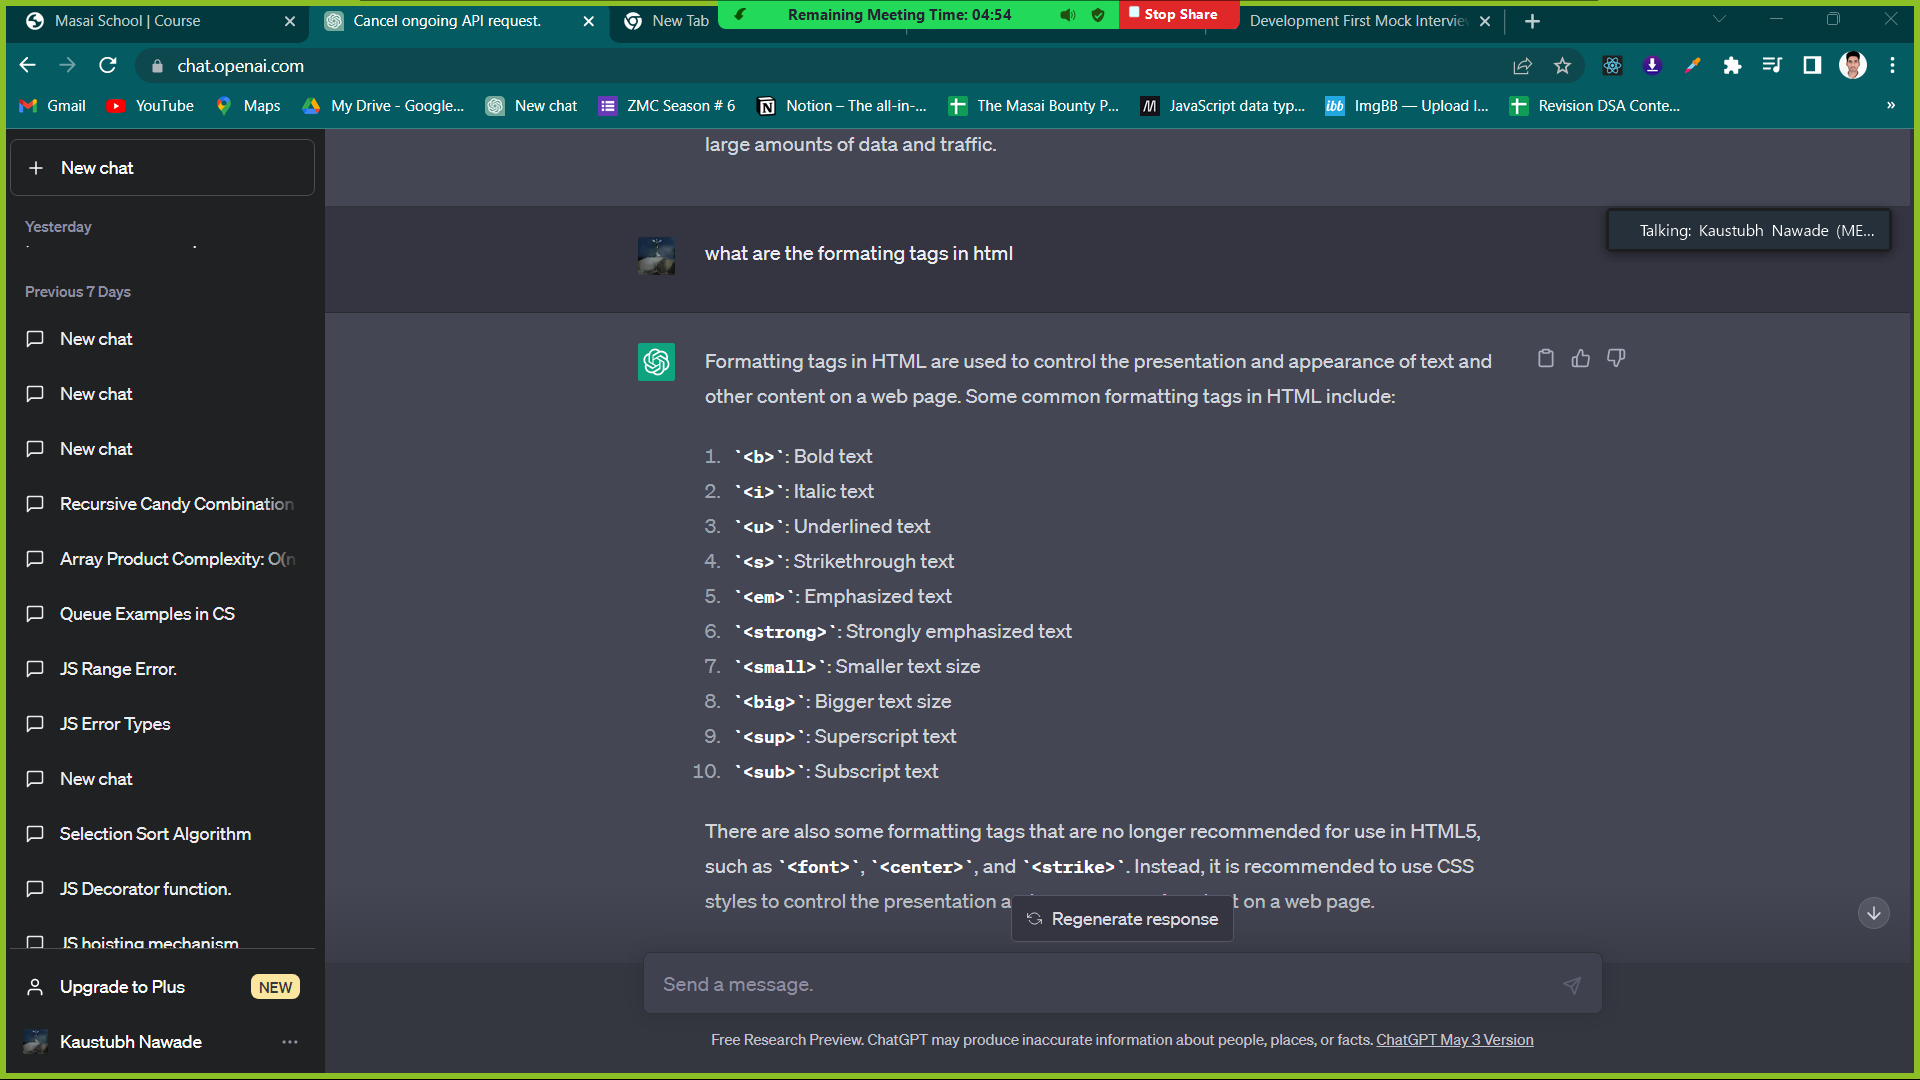 Masai School | Course
Cancel ongoing API request.
New Tab
Remaining Meeting Time: 04:54
Stop Share
Development First Mock Intervie
chat.openai.com
Gmail
YouTube
Maps
My Drive - Google...
New chat
ZMC Season # 6
Notion – The all-in-...
The Masai Bounty P...
JavaScript data typ...
ImgBB — Upload I...
Revision DSA Conte...
»
New chat
Yesterday
Previous 7 Days
New chat
New chat
New chat
Recursive Candy Combination
Array Product Complexity: O(n
Queue Examples in CS
JS Range Error.
JS Error Types
New chat
Selection Sort Algorithm
JS Decorator function.
JS hoisting mechanism
Upgrade to Plus
NEW
Kaustubh Nawade
large amounts of data and traffic.
Talking: Kaustubh Nawade (ME...
what are the formating tags in html
Formatting tags in HTML are used to control the presentation and appearance of text and
other content on a web page. Some common formatting tags in HTML include:
1. `<b>`: Bold text
2. `<i>`: Italic text
3. `<u>`: Underlined text
4. `<s>`: Strikethrough text
5. `<em>`: Emphasized text
6. `<strong>`: Strongly emphasized text
7. `<small>`: Smaller text size
8. `<big>`: Bigger text size
9. `<sup>`: Superscript text
10. `<sub>`: Subscript text
There are also some formatting tags that are no longer recommended for use in HTML5,
such as `<font>`, `<center>`, and `<strike>`. Instead, it is recommended to use CSS
styles to control the presentation a t on a web page.
Regenerate response
Send a message.
Free Research Preview. ChatGPT may produce inaccurate information about people, places, or facts. ChatGPT May 3 Version